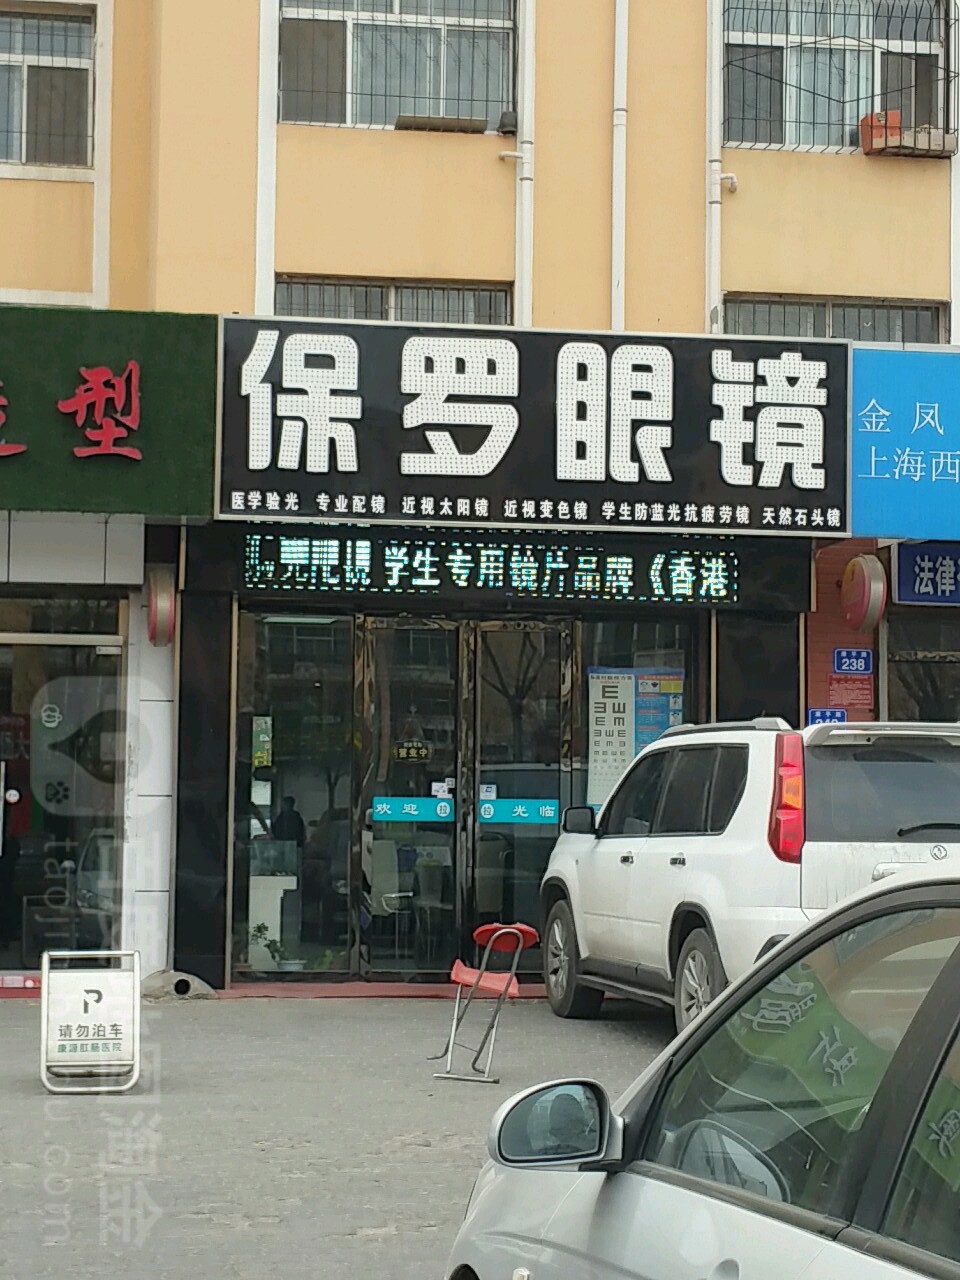 型
保罗眼镜
医学验光 专业配镜 近视太阳镜 近视变色镜 学生防蓝光抗疲劳镜 天然石头镜
金凤
上海西
学生专用镜片品牌《香港
法律
238
营业中
欢迎
光临
P
请勿泊车
康源肛肠医院